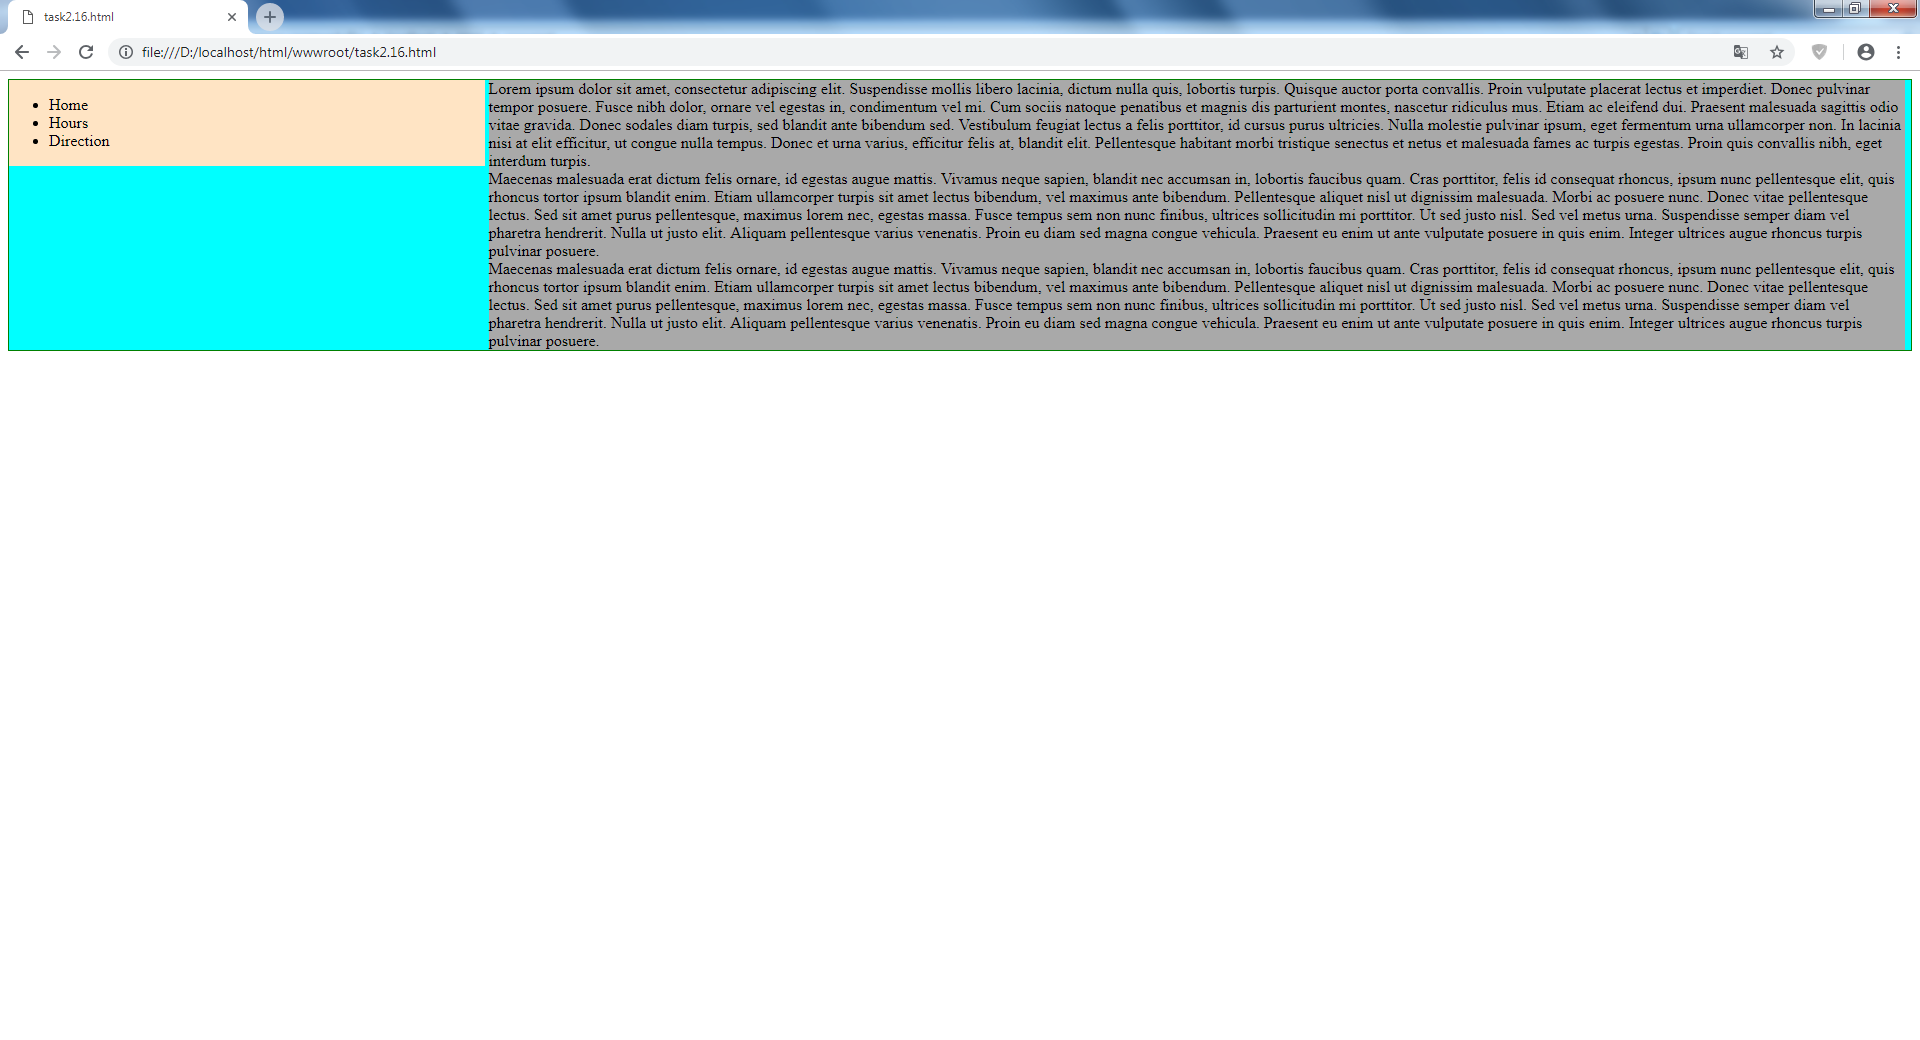 task2.16.html
file:///D:/localhost/html/wwwroot/task2.16.html
Home
Hours
Direction
Lorem ipsum dolor sit amet, consectetur adipiscing elit. Suspendisse mollis libero lacinia, dictum nulla quis, lobortis turpis. Quisque auctor porta convallis. Proin vulputate placerat lectus et imperdiet. Donec pulvinar
tempor posuere. Fusce nibh dolor, ornare vel egestas in, condimentum vel mi. Cum sociis natoque penatibus et magnis dis parturient montes, nascetur ridiculus mus. Etiam ac eleifend dui. Praesent malesuada sagittis odio
vitae gravida. Donec sodales diam turpis, sed blandit ante bibendum sed. Vestibulum feugiat lectus a felis porttitor, id cursus purus ultricies. Nulla molestie pulvinar ipsum, eget fermentum urna ullamcorper non. In lacinia
nisi at elit efficitur, ut congue nulla tempus. Donec et urna varius, efficitur felis at, blandit elit. Pellentesque habitant morbi tristique senectus et netus et malesuada fames ac turpis egestas. Proin quis convallis nibh, eget
interdum turpis.
Maecenas malesuada erat dictum felis ornare, id egestas augue mattis. Vivamus neque sapien, blandit nec accumsan in, lobortis faucibus quam. Cras porttitor, felis id consequat rhoncus, ipsum nunc pellentesque elit, quis
rhoncus tortor ipsum blandit enim. Etiam ullamcorper turpis sit amet lectus bibendum, vel maximus ante bibendum. Pellentesque aliquet nisl ut dignissim malesuada. Morbi ac posuere nunc. Donec vitae pellentesque
lectus. Sed sit amet purus pellentesque, maximus lorem nec, egestas massa. Fusce tempus sem non nunc finibus, ultrices sollicitudin mi porttitor. Ut sed justo nisl. Sed vel metus urna. Suspendisse semper diam vel
pharetra hendrerit. Nulla ut justo elit. Aliquam pellentesque varius venenatis. Proin eu diam sed magna congue vehicula. Praesent eu enim ut ante vulputate posuere in quis enim. Integer ultrices augue rhoncus turpis
pulvinar posuere.
Maecenas malesuada erat dictum felis ornare, id egestas augue mattis. Vivamus neque sapien, blandit nec accumsan in, lobortis faucibus quam. Cras porttitor, felis id consequat rhoncus, ipsum nunc pellentesque elit, quis
rhoncus tortor ipsum blandit enim. Etiam ullamcorper turpis sit amet lectus bibendum, vel maximus ante bibendum. Pellentesque aliquet nisl ut dignissim malesuada. Morbi ac posuere nunc. Donec vitae pellentesque
lectus. Sed sit amet purus pellentesque, maximus lorem nec, egestas massa. Fusce tempus sem non nunc finibus, ultrices sollicitudin mi porttitor. Ut sed justo nisl. Sed vel metus urna. Suspendisse semper diam vel
pharetra hendrerit. Nulla ut justo elit. Aliquam pellentesque varius venenatis. Proin eu diam sed magna congue vehicula. Praesent eu enim ut ante vulputate posuere in quis enim. Integer ultrices augue rhoncus turpis
pulvinar posuere.